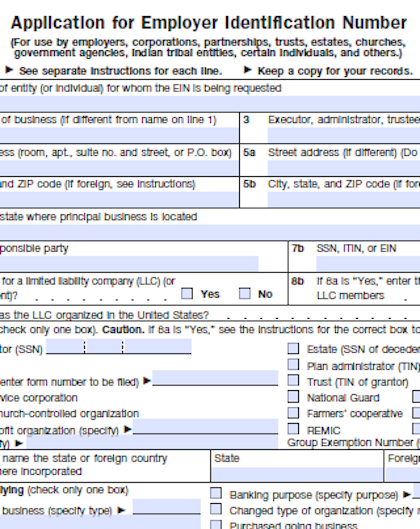 Application for Employer Identification Number
(For use by employers, corporations, partnerships, trusts, estates, churches,
government agencies, Indian tribal entities, certain individuals, and others.)
► See separate instructions for each line. ► Keep a copy for your records.
of entity (or individual) for whom the EIN is being requested
of business (if different from name on line 1) 3 Executor, administrator, trustee
ess (room, apt., suite no. and street, or P.O. box) 5a Street address (if different) (Do
and ZIP code (if foreign, see instructions) 5b City, state, and ZIP code (if fore
state where principal business is located
ponsible party 7b SSN, ITIN, or EIN
for a limited liability company (LLC) (or 8b If 8a is "Yes," enter th
nt)? . . . . . . . . Yes No LLC members .
as the LLC organized in the United States? . . . . . . . . . . . .
check only one box). Caution. If 8a is "Yes," see the instructions for the correct box to
tor (SSN) Estate (SSN of deceden
Plan administrator (TIN)
enter form number to be filed) ► Trust (TIN of grantor)
vice corporation National Guard
hurch-controlled organization Farmers' cooperative
ofit organization (specify) ► REMIC
fy) ► Group Exemption Number (
name the state or foreign country State Foreign
here incorporated
lying (check only one box) Banking purpose (specify purpose) ►
business (specify type) ► Changed type of organization (specify n
Purchased going business